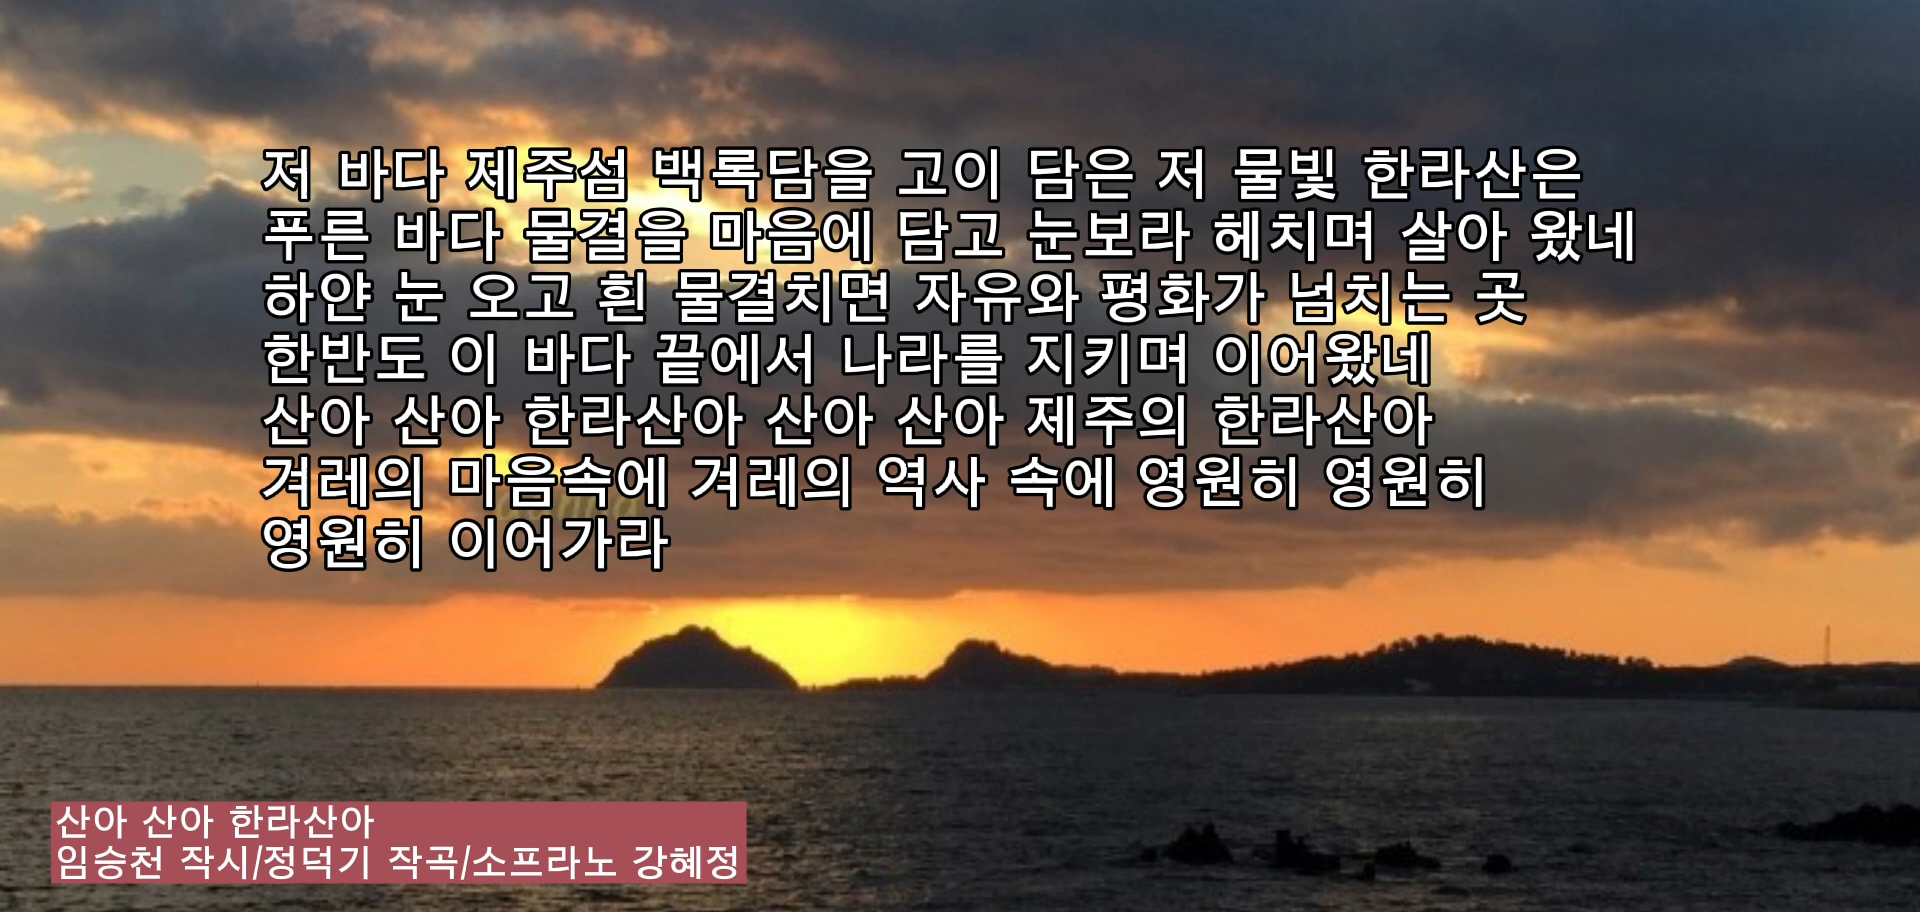 저 바다 제주섬 백록담을 고이 담은 저 물빛 한라산은
푸른 바다 물결을 마음에 담고 눈보라 헤치며 살아 왔네
하얀 눈 오고 흰 물결치면 자유와 평화가 넘치는 곳
한반도 이 바다 끝에서 나라를 지키며 이어왔네
산아 산아 한라산아 산아 산아 제주의 한라산아
겨레의 마음속에 겨레의 역사 속에 영원히 영원히
영원히 이어가라
산아 산아 한라산아
임승천 작시/정덕기 작곡/소프라노 강혜정